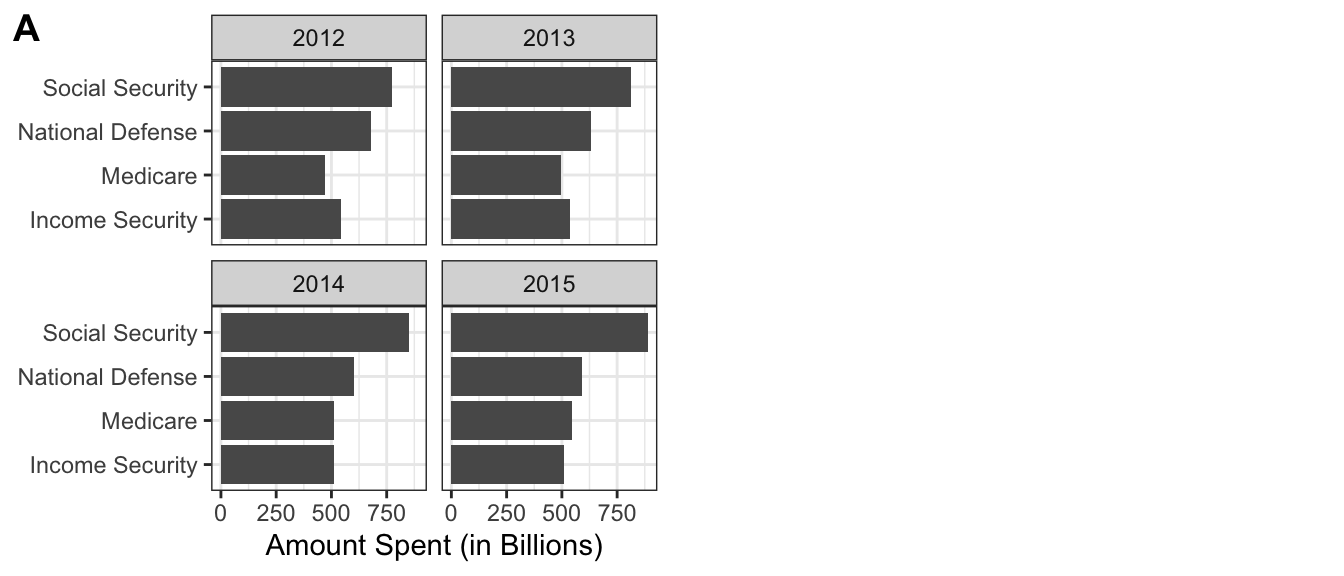 A
2012 2013
Social Security
National Defense
Medicare
Income Security
2014 2015
Social Security
National Defense
Medicare
Income Security
0 250 500 750 0 250 500 750
Amount Spent (in Billions)